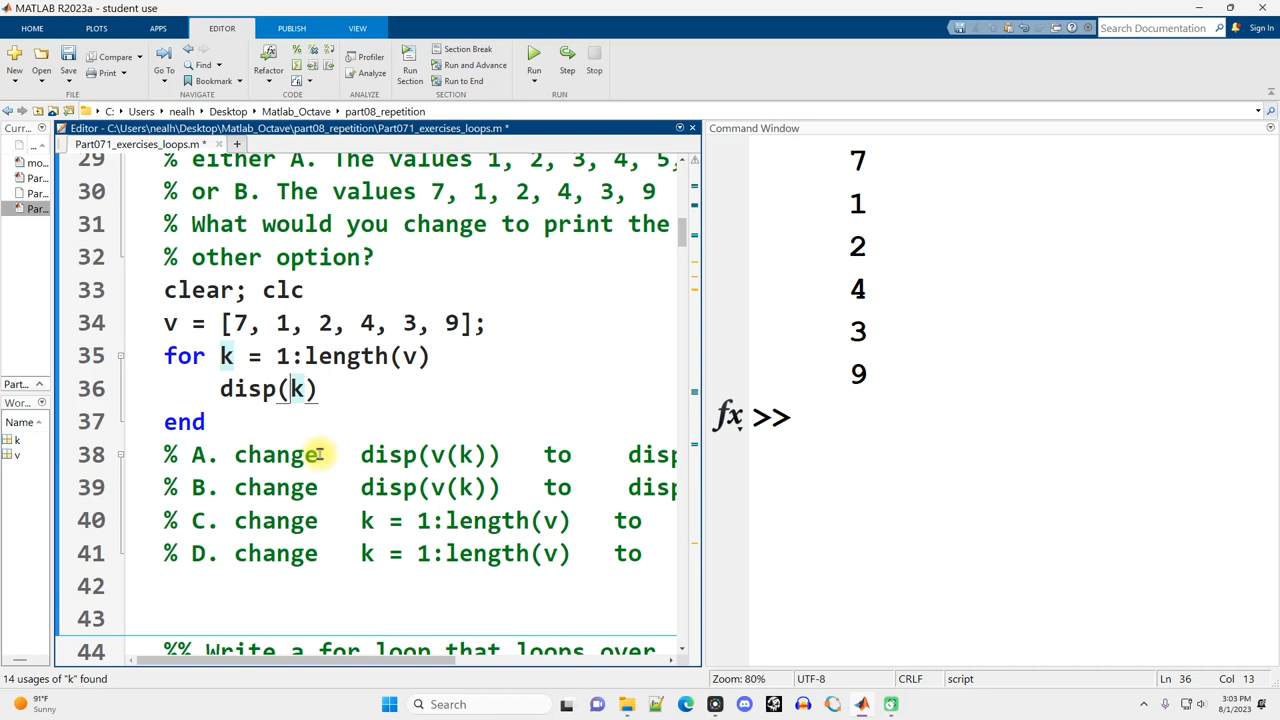 MATLAB R2023a - student use
HOME PLOTS APPS EDITOR PUBLISH VIEW
Search Documentation Sign In
New Open Save Compare Print
Go To Find Bookmark
Refactor
Profiler Analyze
Run Section
Section Break
Run and Advance
Run to End
Run Step Stop
FILE NAVIGATE CODE ANALYZE SECTION RUN
C: Users nealh Desktop Matlab_Octave part08_repetition
Curr...
Editor - C:\Users\nealh\Desktop\Matlab_Octave\part08_repetition\Part071_exercises_loops.m *
Command Window
Part071_exercises_loops.m *
mo...
Par...
Par...
Par...
Part...
Wor...
Name
k
v
29 % either A. The values 1, 2, 3, 4, 5,
30 % or B. The values 7, 1, 2, 4, 3, 9
31 % What would you change to print the
32 % other option?
33 clear; clc
34 v = [7, 1, 2, 4, 3, 9];
35 for k = 1:length(v)
36 disp(k)
37 end
38 % A. change disp(v(k)) to disp
39 % B. change disp(v(k)) to disp
40 % C. change k = 1:length(v) to
41 % D. change k = 1:length(v) to
42
43
44 %% Write a for loop that loops over
7
1
2
4
3
9
fx >>
14 usages of "k" found
Zoom: 80% UTF-8 CRLF script Ln 36 Col 13
91°F
Sunny
Search
3:03 PM
8/1/2023